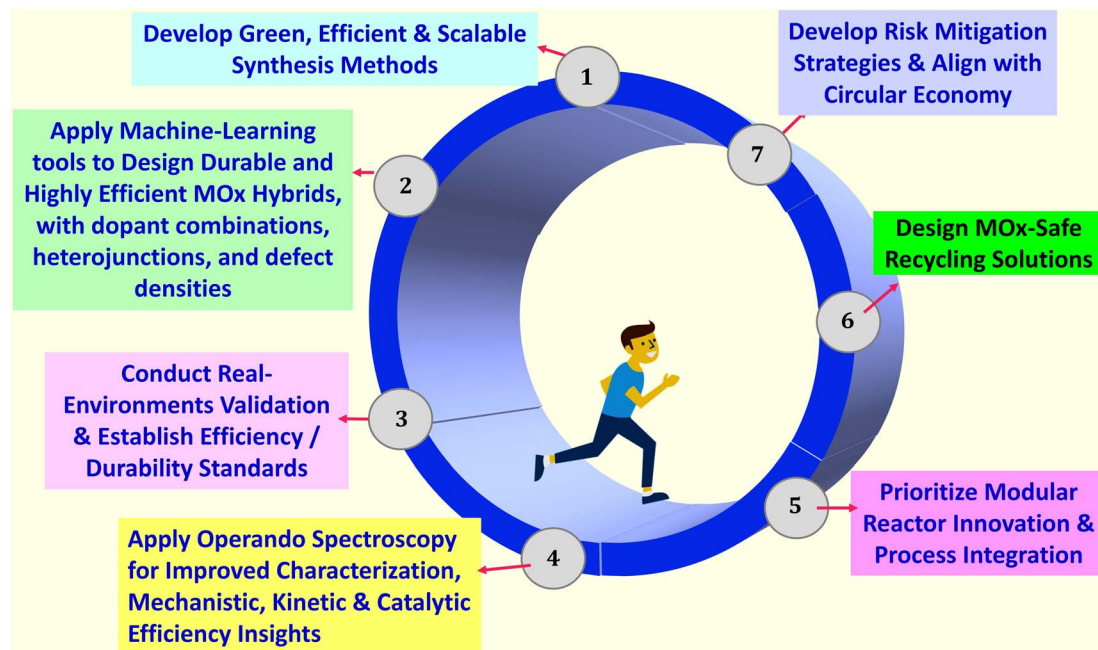 1
Develop Green, Efficient & Scalable
Synthesis Methods
2
Apply Machine-Learning
tools to Design Durable and
Highly Efficient MOx Hybrids,
with dopant combinations,
heterojunctions, and defect
densities
3
Conduct Real-
Environments Validation
& Establish Efficiency /
Durability Standards
4
Apply Operando Spectroscopy
for Improved Characterization,
Mechanistic, Kinetic & Catalytic
Efficiency Insights
5
Prioritize Modular
Reactor Innovation &
Process Integration
6
Design MOx-Safe
Recycling Solutions
7
Develop Risk Mitigation
Strategies & Align with
Circular Economy